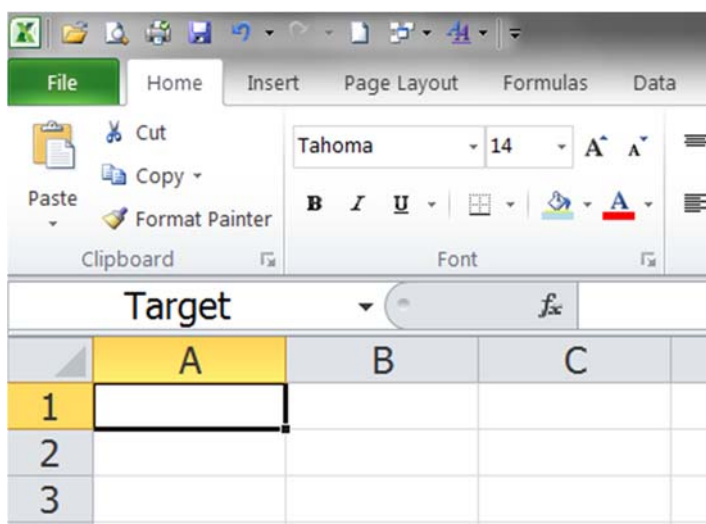 File Home Insert Page Layout Formulas Data
Cut
Tahoma 14 A A
Copy
Paste
Format Painter
B I U A
Clipboard Font
Target fx
A B C
1
2
3